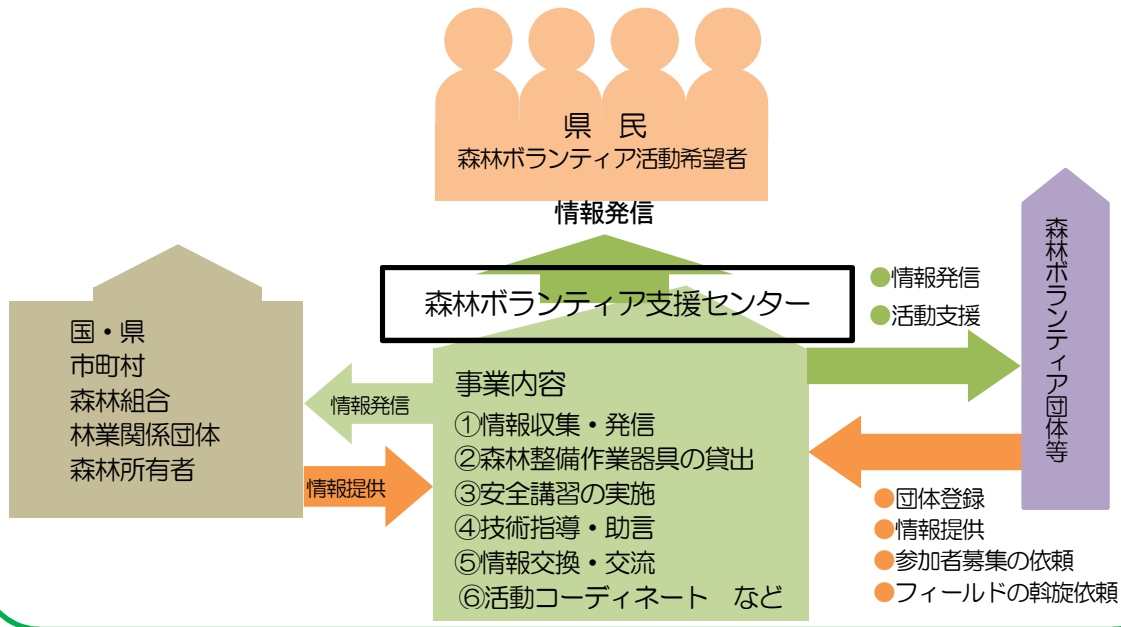 県 民
森林ボランティア活動希望者
情報発信
森林ボランティア支援センター
国・県
市町村
森林組合
林業関係団体
森林所有者
情報発信
情報提供
事業内容
①情報収集・発信
②森林整備作業器具の貸出
③安全講習の実施
④技術指導・助言
⑤情報交換・交流
⑥活動コーディネート など
●情報発信
●活動支援
森林ボランティア団体等
●団体登録
●情報提供
●参加者募集の依頼
●フィールドの斡旋依頼